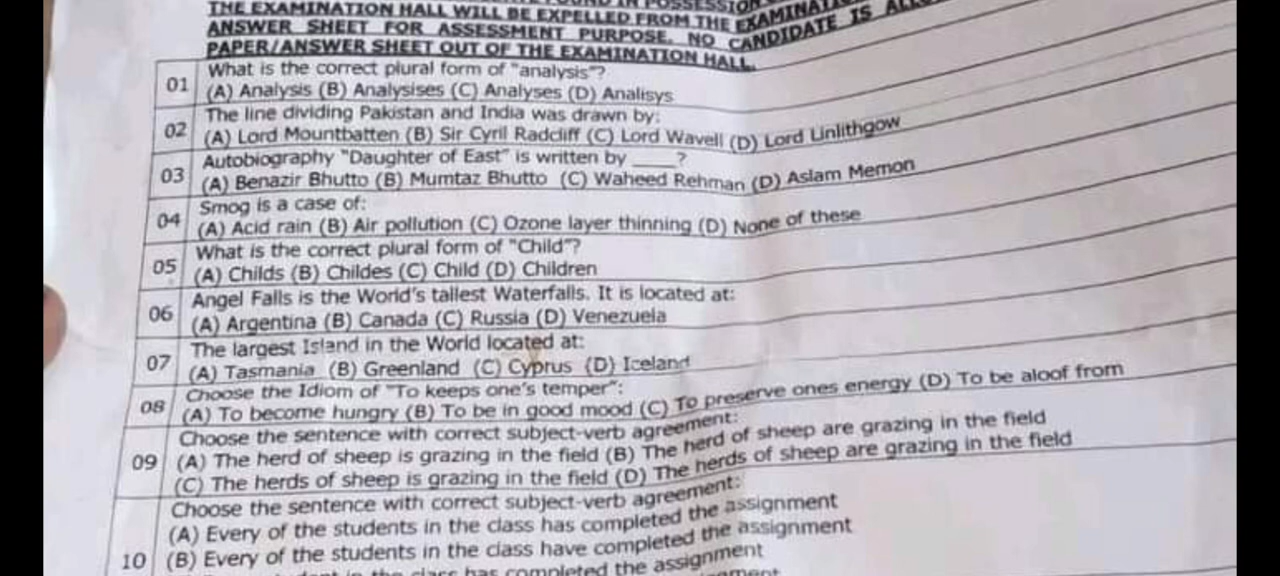 IN POSSESSION
THE EXAMINATION HALL WILL BE EXPELLED FROM THE
ANSWER SHEET FOR ASSESSMENT PURPOSE. NO CANDIDATE IS
PAPER/ANSWER SHEET OUT OF THE EXAMINATION HALL.
01 What is the correct plural form of "analysis"?
(A) Analysis (B) Analysises (C) Analyses (D) Analisys
02 The line dividing Pakistan and India was drawn by:
(A) Lord Mountbatten (B) Sir Cyril Radcliff (C) Lord Wavell (D) Lord Linlithgow
03 Autobiography "Daughter of East" is written by ____?
(A) Benazir Bhutto (B) Mumtaz Bhutto (C) Waheed Rehman (D) Aslam Memon
04 Smog is a case of:
(A) Acid rain (B) Air pollution (C) Ozone layer thinning (D) None of these
05 What is the correct plural form of "Child"?
(A) Childs (B) Childes (C) Child (D) Children
06 Angel Falls is the World's tallest Waterfalls. It is located at:
(A) Argentina (B) Canada (C) Russia (D) Venezuela
07 The largest Island in the World located at:
(A) Tasmania (B) Greenland (C) Cyprus (D) Iceland
08 Choose the Idiom of "To keeps one's temper":
(A) To become hungry (B) To be in good mood (C) To preserve ones energy (D) To be aloof from
09 Choose the sentence with correct subject-verb agreement:
(A) The herd of sheep is grazing in the field (B) The herd of sheep are grazing in the field
(C) The herds of sheep is grazing in the field (D) The herds of sheep are grazing in the field
10 Choose the sentence with correct subject-verb agreement:
(A) Every of the students in the class has completed the assignment
(B) Every of the students in the class have completed the assignment
in the class has completed the assignment